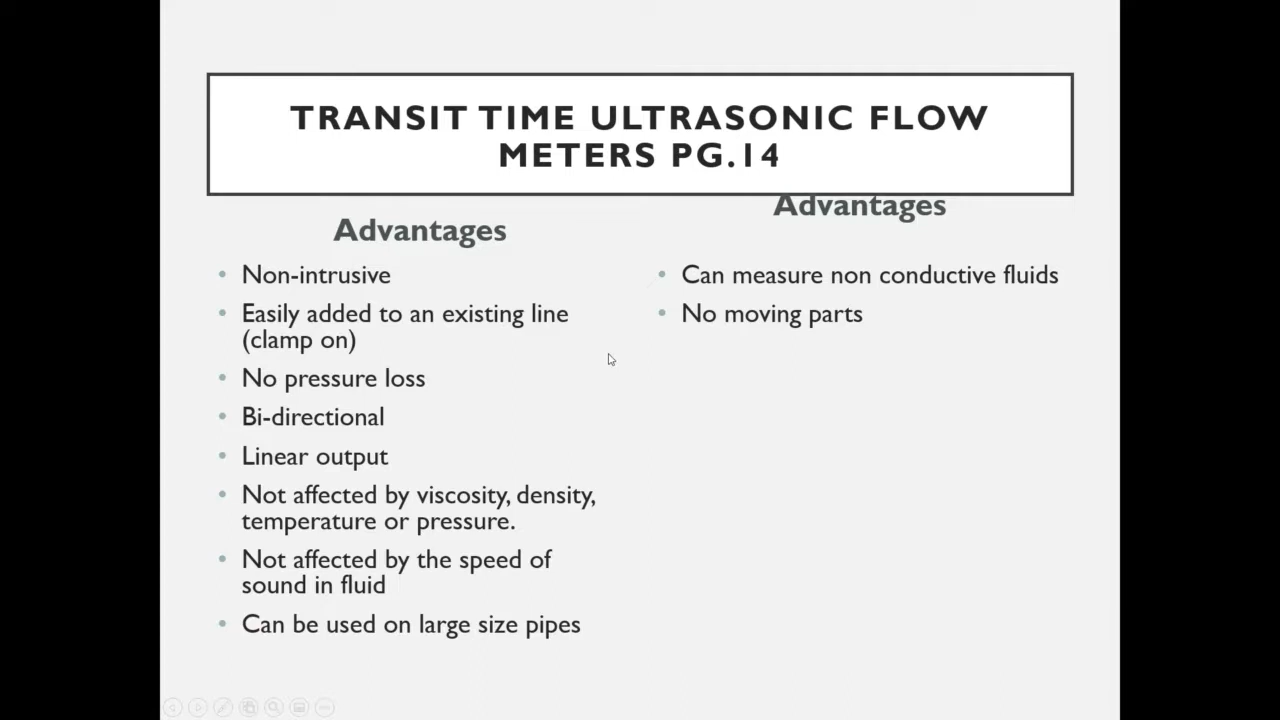 TRANSIT TIME ULTRASONIC FLOW
METERS PG.14
Advantages
• Non-intrusive
• Easily added to an existing line
(clamp on)
• No pressure loss
• Bi-directional
• Linear output
• Not affected by viscosity, density,
temperature or pressure.
• Not affected by the speed of
sound in fluid
• Can be used on large size pipes
Advantages
• Can measure non conductive fluids
• No moving parts